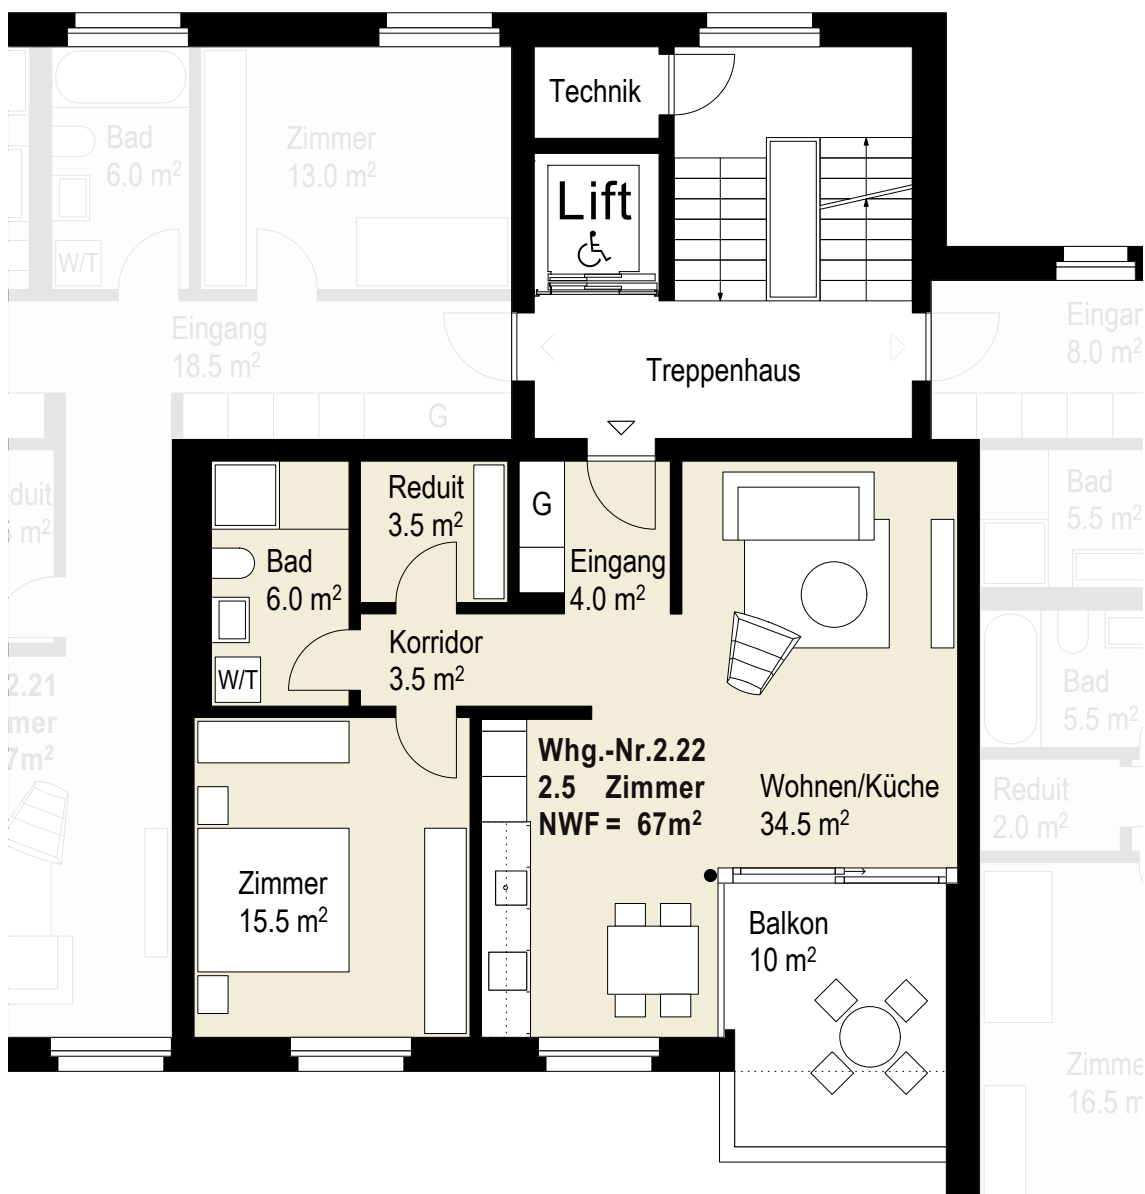 Technik
Bad
6.0 m²
Zimmer
13.0 m²
Lift
W/T
Eingang
18.5 m²
G
Treppenhaus
8.0 m²
Reduit
3.5 m²
G
Eingang
4.0 m²
Bad
6.0 m²
W/T
Korridor
3.5 m²
Bad
5.5 m²
Bad
5.5 m²
2.21
Whg.-Nr.2.22
2.5 Zimmer
NWF = 67m²
Wohnen/Küche
34.5 m²
Reduit
2.0 m²
Zimmer
15.5 m²
Balkon
10 m²
16.5 m